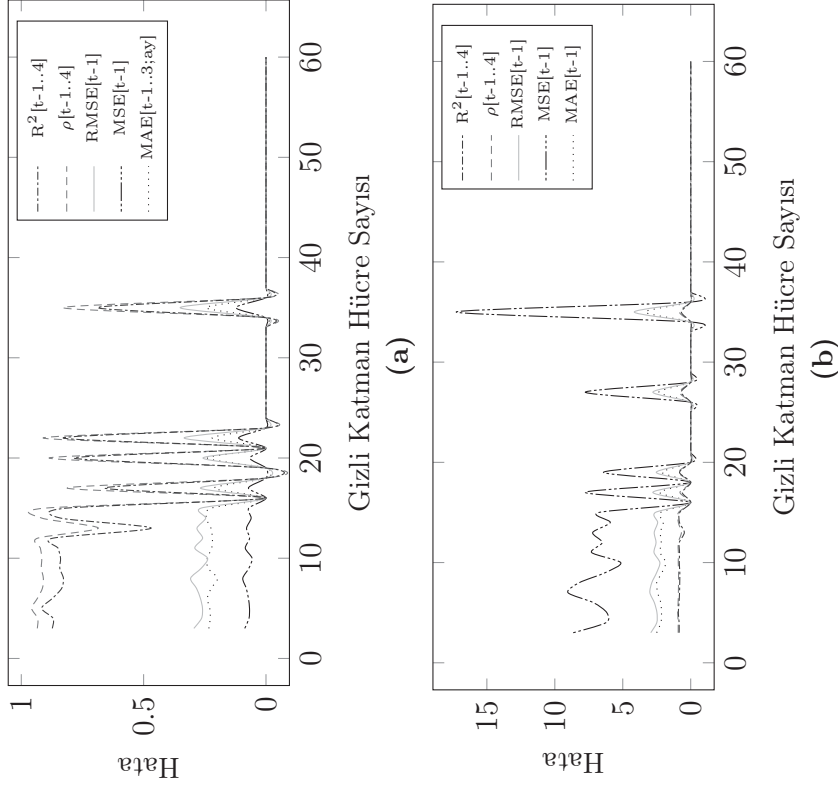 R²[t-1..4]
ρ[t-1..4]
RMSE[t-1]
MSE[t-1]
MAE[t-1..3;ay]
1
0.5
0
Hata
0 10 20 30 40 50 60
Gizli Katman Hücre Sayısı
(a)
R²[t-1..4]
ρ[t-1..4]
RMSE[t-1]
MSE[t-1]
MAE[t-1]
15
10
5
0
Hata
0 10 20 30 40 50 60
Gizli Katman Hücre Sayısı
(b)